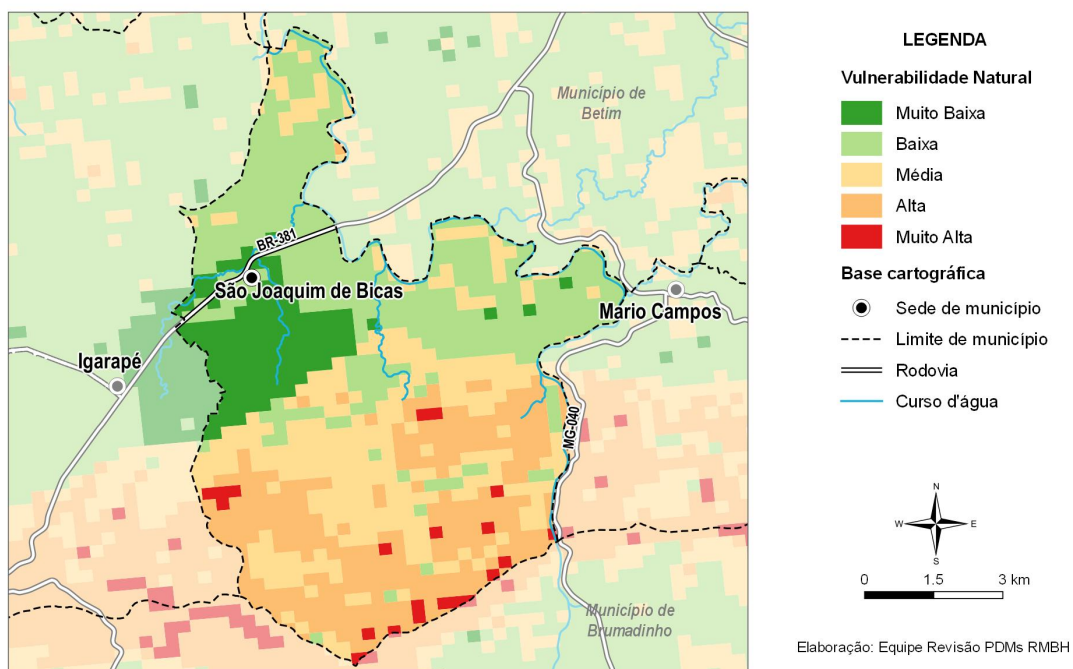 Município de
Betim
BR-381
São Joaquim de Bicas
Mario Campos
Igarapé
MG-040
Município de
Brumadinho
LEGENDA
Vulnerabilidade Natural
Muito Baixa
Baixa
Média
Alta
Muito Alta
Base cartográfica
Sede de município
Limite de município
Rodovia
Curso d'água
N
W
E
S
0 1.5 3 km
Elaboração: Equipe Revisão PDMs RMBH